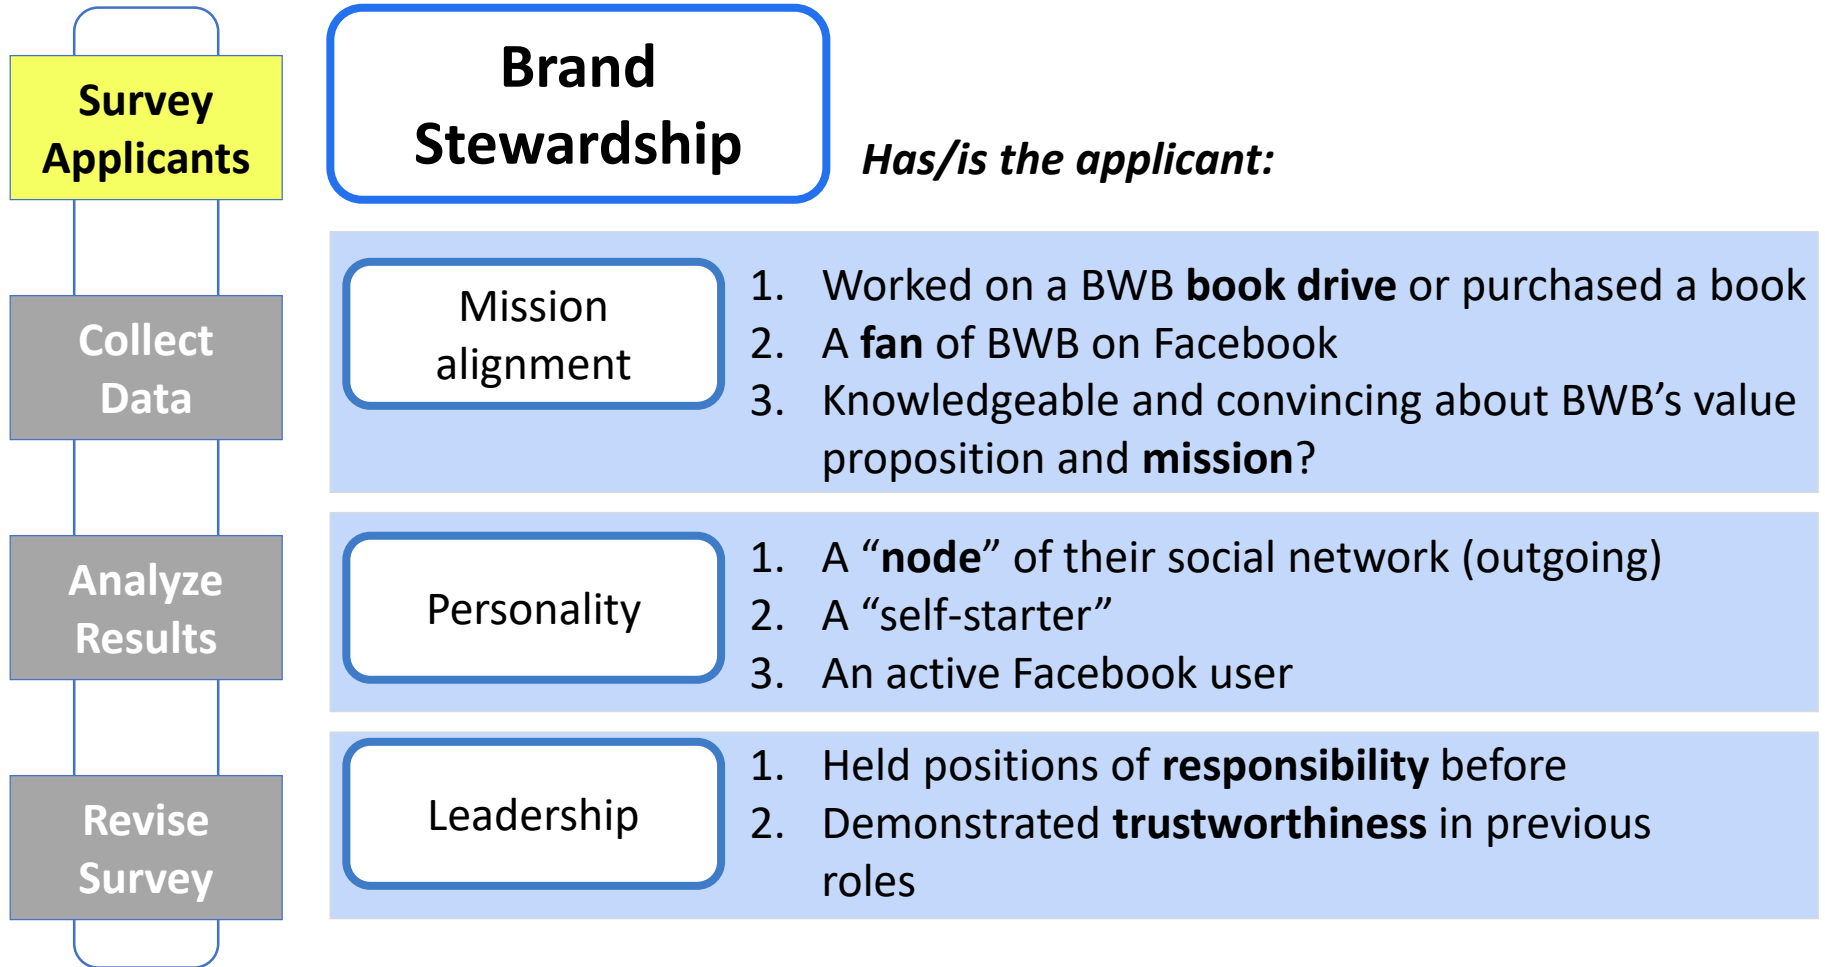 Survey
Applicants
Collect
Data
Analyze
Results
Revise
Survey
Brand
Stewardship
Has/is the applicant:
Mission
alignment
1. Worked on a BWB book drive or purchased a book
2. A fan of BWB on Facebook
3. Knowledgeable and convincing about BWB’s value
proposition and mission?
Personality
1. A “node” of their social network (outgoing)
2. A “self-starter”
3. An active Facebook user
Leadership
1. Held positions of responsibility before
2. Demonstrated trustworthiness in previous
roles